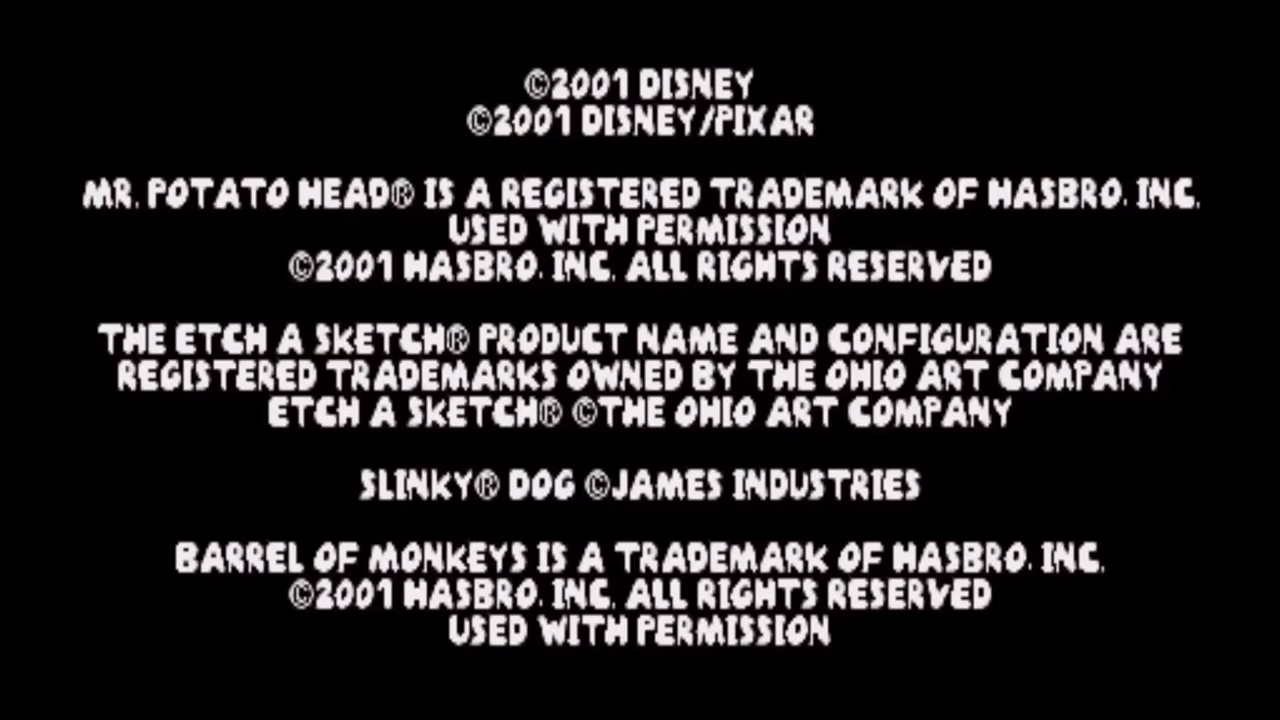 ©2001 DISNEY
©2001 DISNEY/PIXAR
MR. POTATO HEAD® IS A REGISTERED TRADEMARK OF HASBRO, INC.
USED WITH PERMISSION
©2001 HASBRO, INC. ALL RIGHTS RESERVED
THE ETCH A SKETCH® PRODUCT NAME AND CONFIGURATION ARE
REGISTERED TRADEMARKS OWNED BY THE OHIO ART COMPANY
ETCH A SKETCH® ©THE OHIO ART COMPANY
SLINKY® DOG ©JAMES INDUSTRIES
BARREL OF MONKEYS IS A TRADEMARK OF HASBRO, INC.
©2001 HASBRO, INC. ALL RIGHTS RESERVED
USED WITH PERMISSION